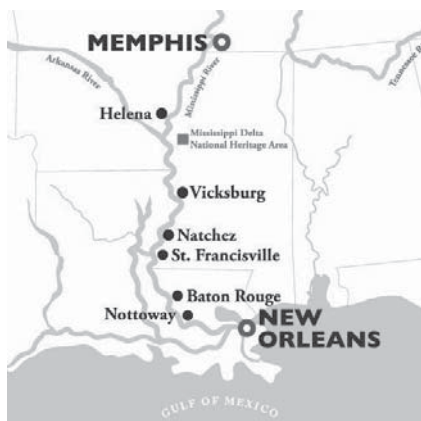 MEMPHIS
Arkansas River
Mississippi River
Tennessee River
Helena
Mississippi Delta
National Heritage Area
Vicksburg
Natchez
St. Francisville
Baton Rouge
Nottoway
NEW
ORLEANS
GULF OF MEXICO